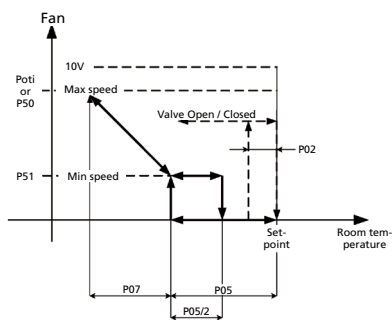 Fan
10V
Poti
or
P50
Max speed
Valve Open / Closed
P02
P51
Min speed
Set-
point
Room tem-
perature
P07
P05
P05/2